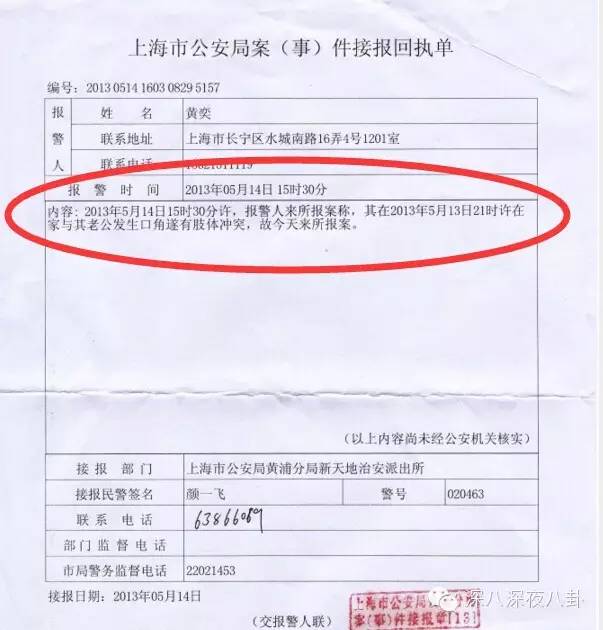 上海市公安局案（事）件接报回执单
编号: 2013 0514 1603 0829 5157
报警人
姓 名 黄奕
联系地址 上海市长宁区水城南路16弄4号1201室
联系电话
报 警 时 间 2013年05月14日 15时30分
内容: 2013年5月14日15时30分许，报警人来所报案称，其在2013年5月13日21时许在
家与其老公发生口角遂有肢体冲突，故今天来所报案。
（以上内容尚未经公安机关核实）
接 报 部 门 上海市公安局黄浦分局新天地治安派出所
接报民警签名 颜一飞 警号 020463
联 系 电 话
部门监督电话
市局警务监督电话 22021453
接报日期: 2013年05月14日
（交报警人联）
上海市公安局
案(事)件接报章[13]
深八深夜八卦